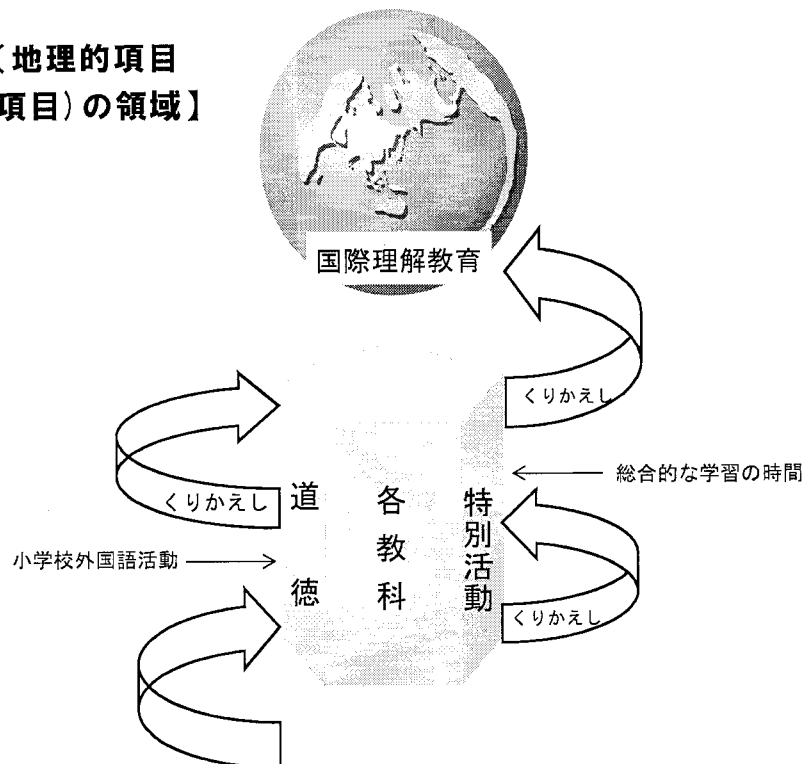 （地理的項目
項目）の領域】
国際理解教育
くりかえし
くりかえし
総合的な学習の時間
道徳
各教科
特別活動
小学校外国語活動
くりかえし